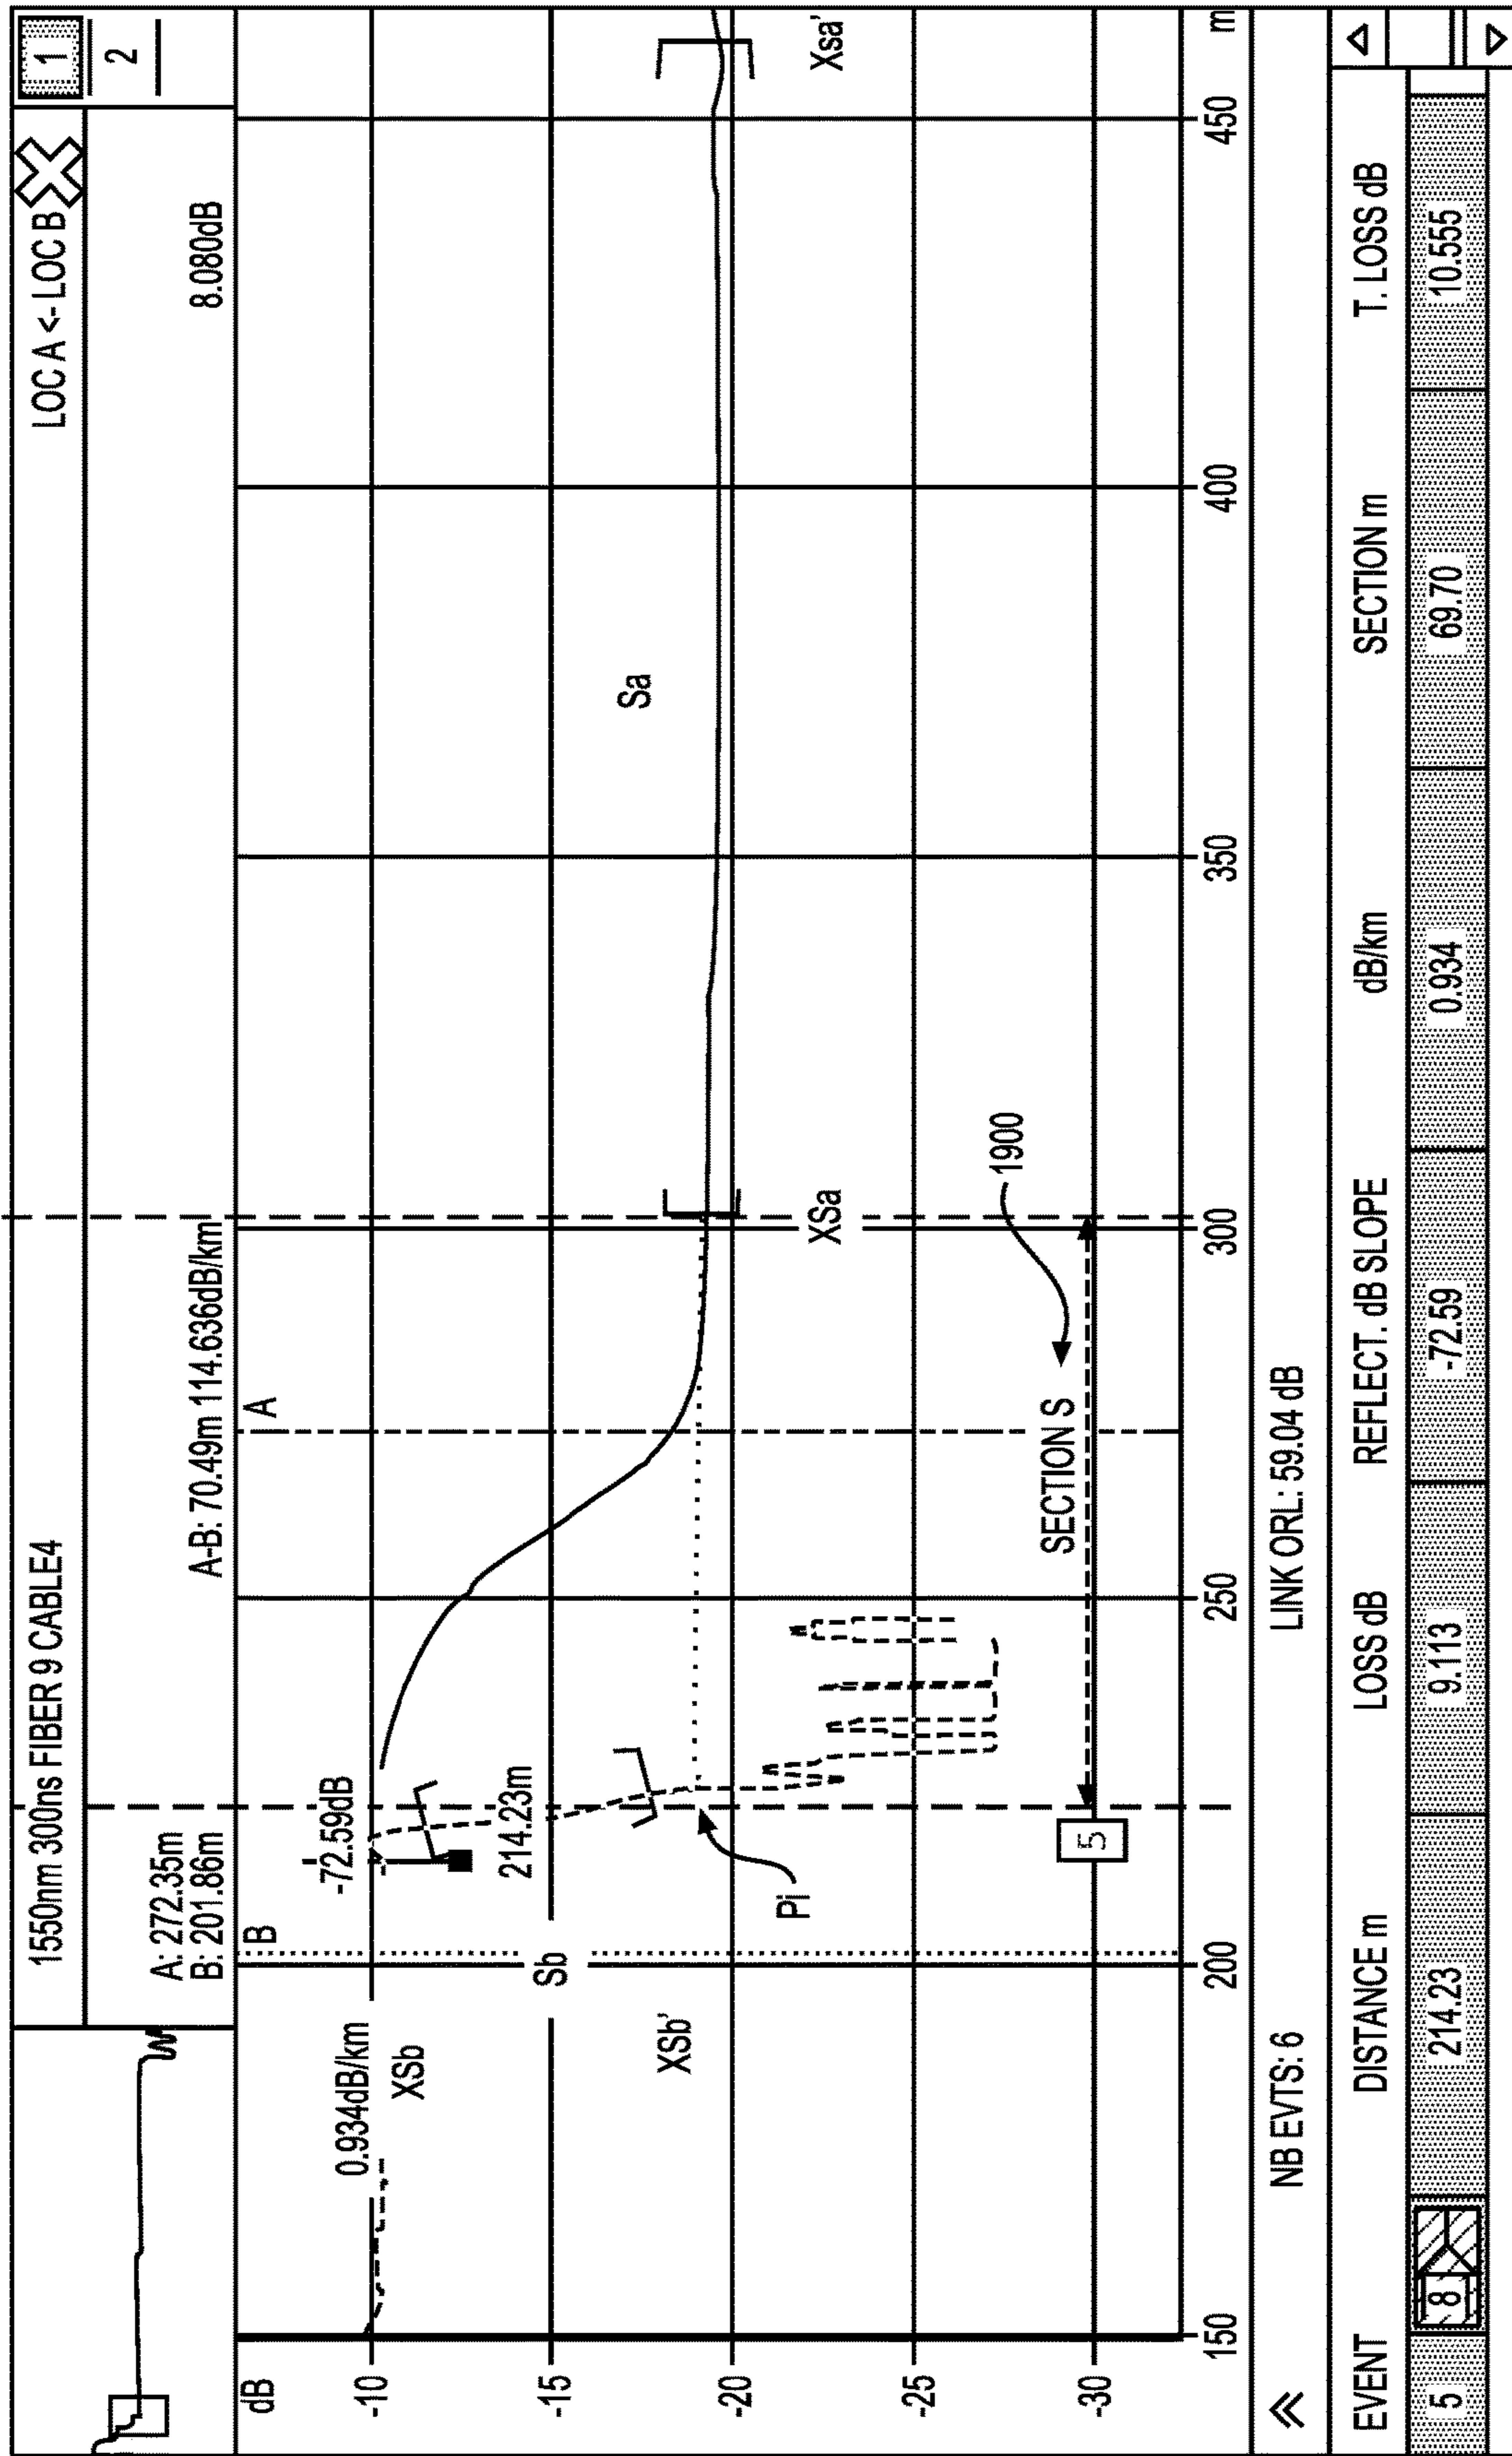 1550nm 300ns FIBER 9 CABLE4
LOC A <- LOC B
1
2
A: 272.35m
B: 201.86m
A-B: 70.49m 114.636dB/km
8.080dB
dB
B
A
0.934dB/km
-72.59dB
XSb
214.23m
Sb
XSb'
Pi
Sa
XSa
Xsa'
1900
SECTION S
5
-10
-15
-20
-25
-30
150
200
250
300
350
400
450
m
NB EVTS: 6
LINK ORL: 59.04 dB
EVENT
DISTANCE m
LOSS dB
REFLECT. dB SLOPE
dB/km
SECTION m
T. LOSS dB
5
8
214.23
9.113
-72.59
0.934
69.70
10.555